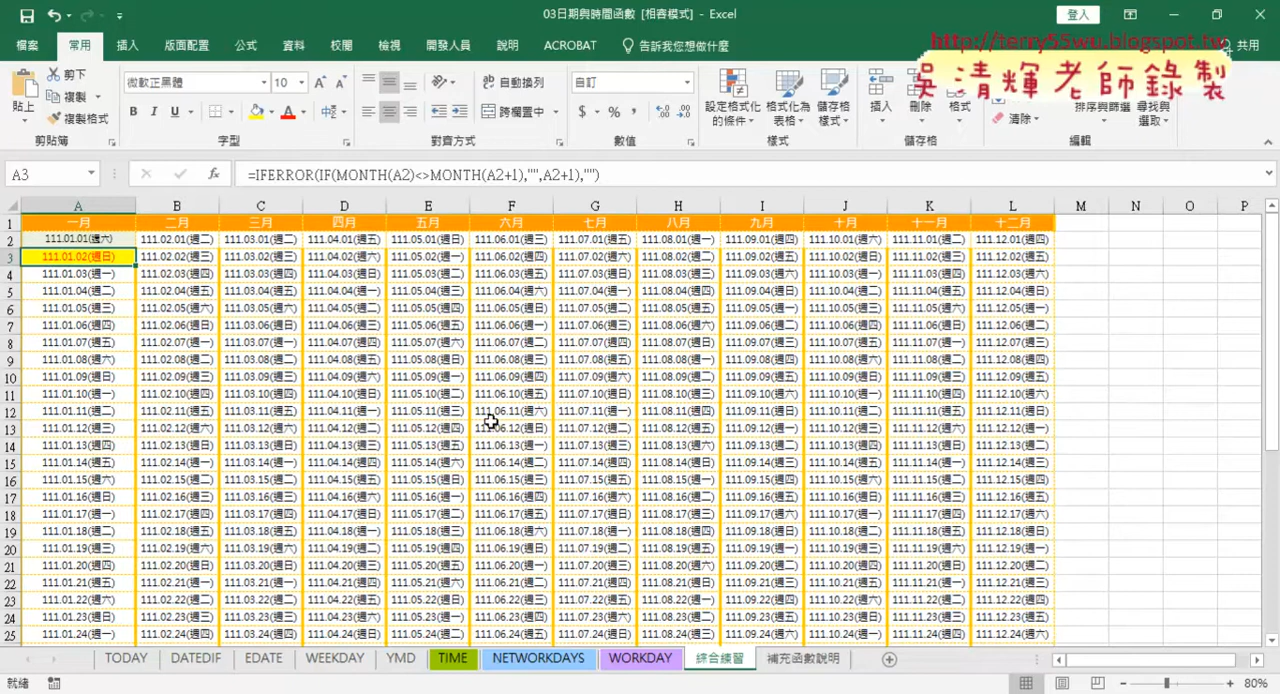 03日期與時間函數 [相容模式] - Excel
登入
檔案 常用 插入 版面配置 公式 資料 校閱 檢視 開發人員 說明 ACROBAT 告訴我您想做什麼 共用
http://terry55wu.blogspot.tw
吳清輝老師錄製
貼上 剪下 複製 複製格式 剪貼簿
微軟正黑體 10 字型
自動換列 跨欄置中 對齊方式
自訂 數值
設定格式化的條件 格式化為表格 儲存格樣式 樣式
插入 刪除 格式 儲存格
清除 排序與篩選 尋找與選取 編輯
A3 =IFERROR(IF(MONTH(A2)<>MONTH(A2+1),"",A2+1),"")
A B C D E F G H I J K L M N O P
1 一月 二月 三月 四月 五月 六月 七月 八月 九月 十月 十一月 十二月
2 111.01.01(週六) 111.02.01(週二) 111.03.01(週二) 111.04.01(週五) 111.05.01(週日) 111.06.01(週三) 111.07.01(週五) 111.08.01(週一) 111.09.01(週四) 111.10.01(週六) 111.11.01(週二) 111.12.01(週四)
3 111.01.02(週日) 111.02.02(週三) 111.03.02(週三) 111.04.02(週六) 111.05.02(週一) 111.06.02(週四) 111.07.02(週六) 111.08.02(週二) 111.09.02(週五) 111.10.02(週日) 111.11.02(週三) 111.12.02(週五)
4 111.01.03(週一) 111.02.03(週四) 111.03.03(週四) 111.04.03(週日) 111.05.03(週二) 111.06.03(週五) 111.07.03(週日) 111.08.03(週三) 111.09.03(週六) 111.10.03(週一) 111.11.03(週四) 111.12.03(週六)
5 111.01.04(週二) 111.02.04(週五) 111.03.04(週五) 111.04.04(週一) 111.05.04(週三) 111.06.04(週六) 111.07.04(週一) 111.08.04(週四) 111.09.04(週日) 111.10.04(週二) 111.11.04(週五) 111.12.04(週日)
6 111.01.05(週三) 111.02.05(週六) 111.03.05(週六) 111.04.05(週二) 111.05.05(週四) 111.06.05(週日) 111.07.05(週二) 111.08.05(週五) 111.09.05(週一) 111.10.05(週三) 111.11.05(週六) 111.12.05(週一)
7 111.01.06(週四) 111.02.06(週日) 111.03.06(週日) 111.04.06(週三) 111.05.06(週五) 111.06.06(週一) 111.07.06(週三) 111.08.06(週六) 111.09.06(週二) 111.10.06(週四) 111.11.06(週日) 111.12.06(週二)
8 111.01.07(週五) 111.02.07(週一) 111.03.07(週一) 111.04.07(週四) 111.05.07(週六) 111.06.07(週二) 111.07.07(週四) 111.08.07(週日) 111.09.07(週三) 111.10.07(週五) 111.11.07(週一) 111.12.07(週三)
9 111.01.08(週六) 111.02.08(週二) 111.03.08(週二) 111.04.08(週五) 111.05.08(週日) 111.06.08(週三) 111.07.08(週五) 111.08.08(週一) 111.09.08(週四) 111.10.08(週六) 111.11.08(週二) 111.12.08(週四)
10 111.01.09(週日) 111.02.09(週三) 111.03.09(週三) 111.04.09(週六) 111.05.09(週一) 111.06.09(週四) 111.07.09(週六) 111.08.09(週二) 111.09.09(週五) 111.10.09(週日) 111.11.09(週三) 111.12.09(週五)
11 111.01.10(週一) 111.02.10(週四) 111.03.10(週四) 111.04.10(週日) 111.05.10(週二) 111.06.10(週五) 111.07.10(週日) 111.08.10(週三) 111.09.10(週六) 111.10.10(週一) 111.11.10(週四) 111.12.10(週六)
12 111.01.11(週二) 111.02.11(週五) 111.03.11(週五) 111.04.11(週一) 111.05.11(週三) 111.06.11(週六) 111.07.11(週一) 111.08.11(週四) 111.09.11(週日) 111.10.11(週二) 111.11.11(週五) 111.12.11(週日)
13 111.01.12(週三) 111.02.12(週六) 111.03.12(週六) 111.04.12(週二) 111.05.12(週四) 111.06.12(週日) 111.07.12(週二) 111.08.12(週五) 111.09.12(週一) 111.10.12(週三) 111.11.12(週六) 111.12.12(週一)
14 111.01.13(週四) 111.02.13(週日) 111.03.13(週日) 111.04.13(週三) 111.05.13(週五) 111.06.13(週一) 111.07.13(週三) 111.08.13(週六) 111.09.13(週二) 111.10.13(週四) 111.11.13(週日) 111.12.13(週二)
15 111.01.14(週五) 111.02.14(週一) 111.03.14(週一) 111.04.14(週四) 111.05.14(週六) 111.06.14(週二) 111.07.14(週四) 111.08.14(週日) 111.09.14(週三) 111.10.14(週五) 111.11.14(週一) 111.12.14(週三)
16 111.01.15(週六) 111.02.15(週二) 111.03.15(週二) 111.04.15(週五) 111.05.15(週日) 111.06.15(週三) 111.07.15(週五) 111.08.15(週一) 111.09.15(週四) 111.10.15(週六) 111.11.15(週二) 111.12.15(週四)
17 111.01.16(週日) 111.02.16(週三) 111.03.16(週三) 111.04.16(週六) 111.05.16(週一) 111.06.16(週四) 111.07.16(週六) 111.08.16(週二) 111.09.16(週五) 111.10.16(週日) 111.11.16(週三) 111.12.16(週五)
18 111.01.17(週一) 111.02.17(週四) 111.03.17(週四) 111.04.17(週日) 111.05.17(週二) 111.06.17(週五) 111.07.17(週日) 111.08.17(週三) 111.09.17(週六) 111.10.17(週一) 111.11.17(週四) 111.12.17(週六)
19 111.01.18(週二) 111.02.18(週五) 111.03.18(週五) 111.04.18(週一) 111.05.18(週三) 111.06.18(週六) 111.07.18(週一) 111.08.18(週四) 111.09.18(週日) 111.10.18(週二) 111.11.18(週五) 111.12.18(週日)
20 111.01.19(週三) 111.02.19(週六) 111.03.19(週六) 111.04.19(週二) 111.05.19(週四) 111.06.19(週日) 111.07.19(週二) 111.08.19(週五) 111.09.19(週一) 111.10.19(週三) 111.11.19(週六) 111.12.19(週一)
21 111.01.20(週四) 111.02.20(週日) 111.03.20(週日) 111.04.20(週三) 111.05.20(週五) 111.06.20(週一) 111.07.20(週三) 111.08.20(週六) 111.09.20(週二) 111.10.20(週四) 111.11.20(週日) 111.12.20(週二)
22 111.01.21(週五) 111.02.21(週一) 111.03.21(週一) 111.04.21(週四) 111.05.21(週六) 111.06.21(週二) 111.07.21(週四) 111.08.21(週日) 111.09.21(週三) 111.10.21(週五) 111.11.21(週一) 111.12.21(週三)
23 111.01.22(週六) 111.02.22(週二) 111.03.22(週二) 111.04.22(週五) 111.05.22(週日) 111.06.22(週三) 111.07.22(週五) 111.08.22(週一) 111.09.22(週四) 111.10.22(週六) 111.11.22(週二) 111.12.22(週四)
24 111.01.23(週日) 111.02.23(週三) 111.03.23(週三) 111.04.23(週六) 111.05.23(週一) 111.06.23(週四) 111.07.23(週六) 111.08.23(週二) 111.09.23(週五) 111.10.23(週日) 111.11.23(週三) 111.12.23(週五)
25 111.01.24(週一) 111.02.24(週四) 111.03.24(週四) 111.04.24(週日) 111.05.24(週二) 111.06.24(週五) 111.07.24(週日) 111.08.24(週三) 111.09.24(週六) 111.10.24(週一) 111.11.24(週四) 111.12.24(週六)
TODAY DATEDIF EDATE WEEKDAY YMD TIME NETWORKDAYS WORKDAY 綜合練習 補充函數說明
就緒 80%